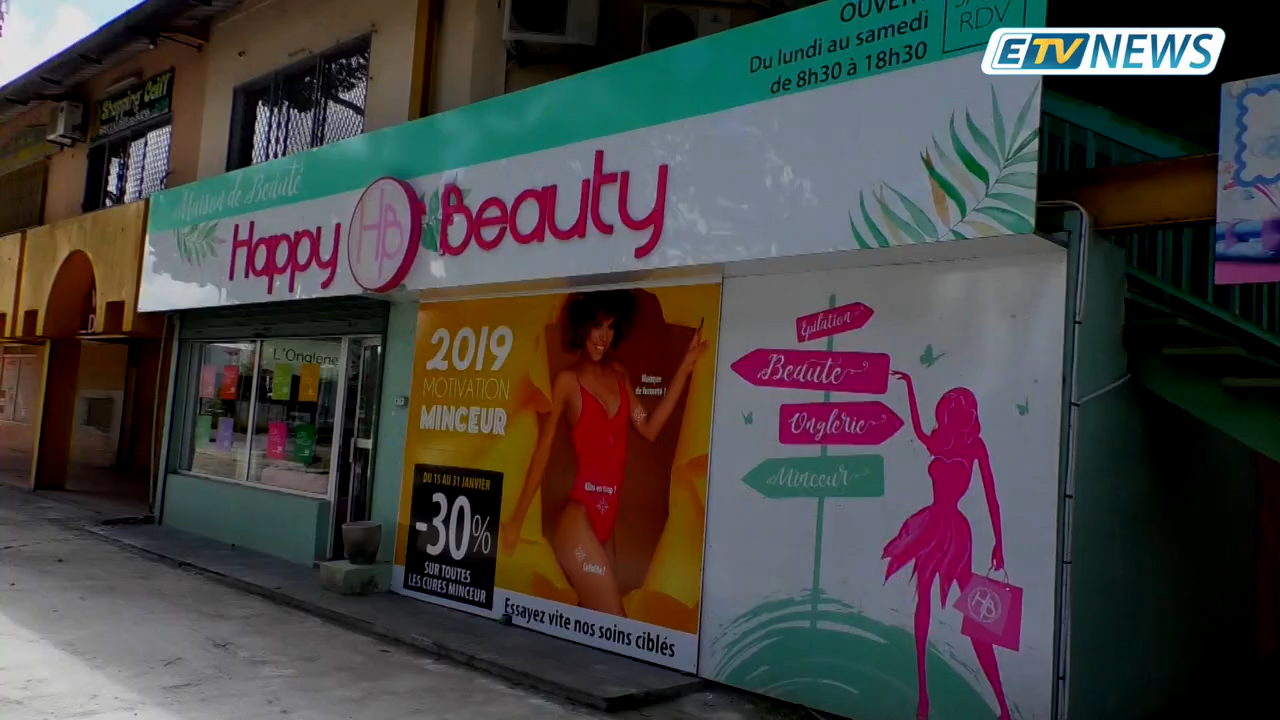 OUVERT
RDV
Du lundi au samedi
de 8h30 à 18h30
ETV NEWS
Shopping
Maison de Beauté
Happy HB Beauty
L'Onglerie
2019
MOTIVATION
MINCEUR
Manque
de fermeté !
Kilos en trop ?
Cellulite ?
DU 15 AU 31 JANVIER
-30%
SUR TOUTES
LES CURES MINCEUR
Essayez vite nos soins ciblés
Epilation
Beauté
Onglerie
Minceur
HB